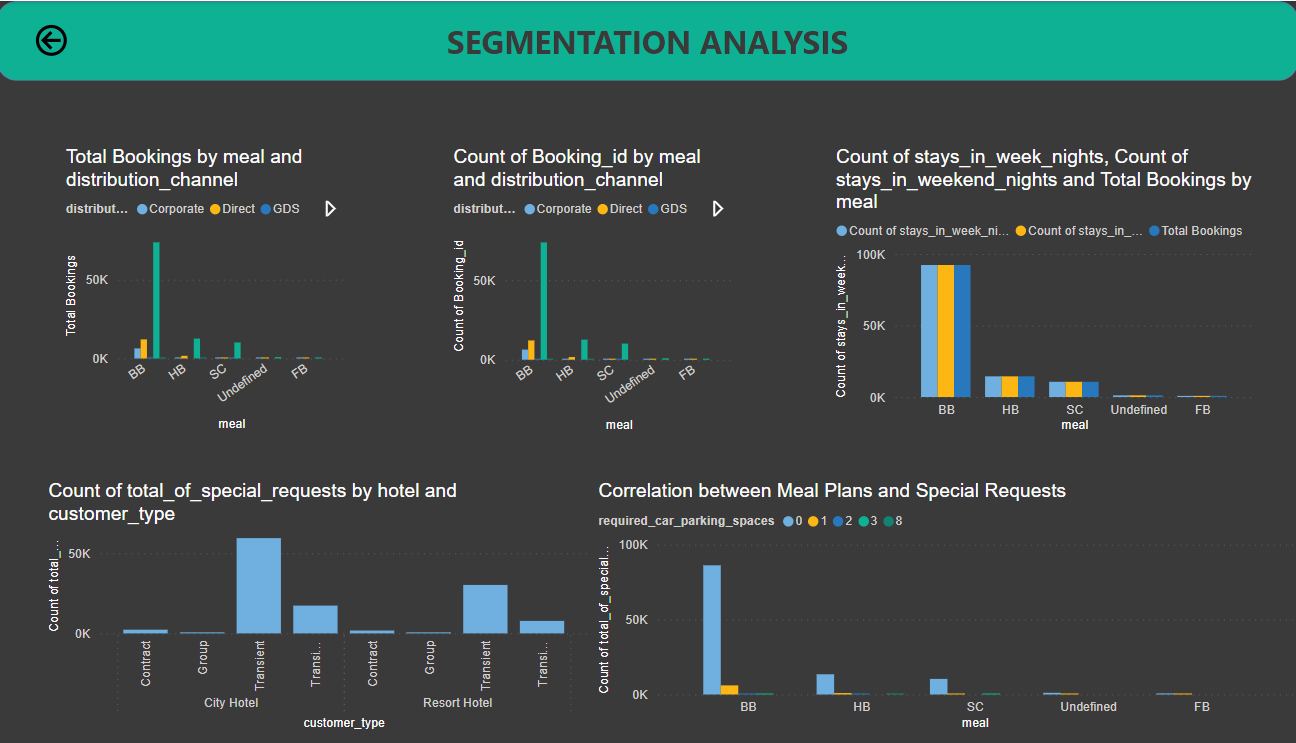 SEGMENTATION ANALYSIS
Total Bookings by meal and
distribution_channel
distribut... Corporate Direct GDS
Total Bookings
50K
0K
BB HB SC Undefined FB
meal
Count of Booking_id by meal
and distribution_channel
distribut... Corporate Direct GDS
Count of Booking_id
50K
0K
BB HB SC Undefined FB
meal
Count of stays_in_week_nights, Count of
stays_in_weekend_nights and Total Bookings by
meal
Count of stays_in_week_ni... Count of stays_in_... Total Bookings
Count of stays_in_week...
100K
50K
0K
BB HB SC Undefined FB
meal
Count of total_of_special_requests by hotel and
customer_type
Count of total_...
50K
0K
Contract Group Transient Transi... Contract Group Transient Transi...
City Hotel Resort Hotel
customer_type
Correlation between Meal Plans and Special Requests
required_car_parking_spaces 0 1 2 3 8
Count of total_of_special...
100K
50K
0K
BB HB SC Undefined FB
meal